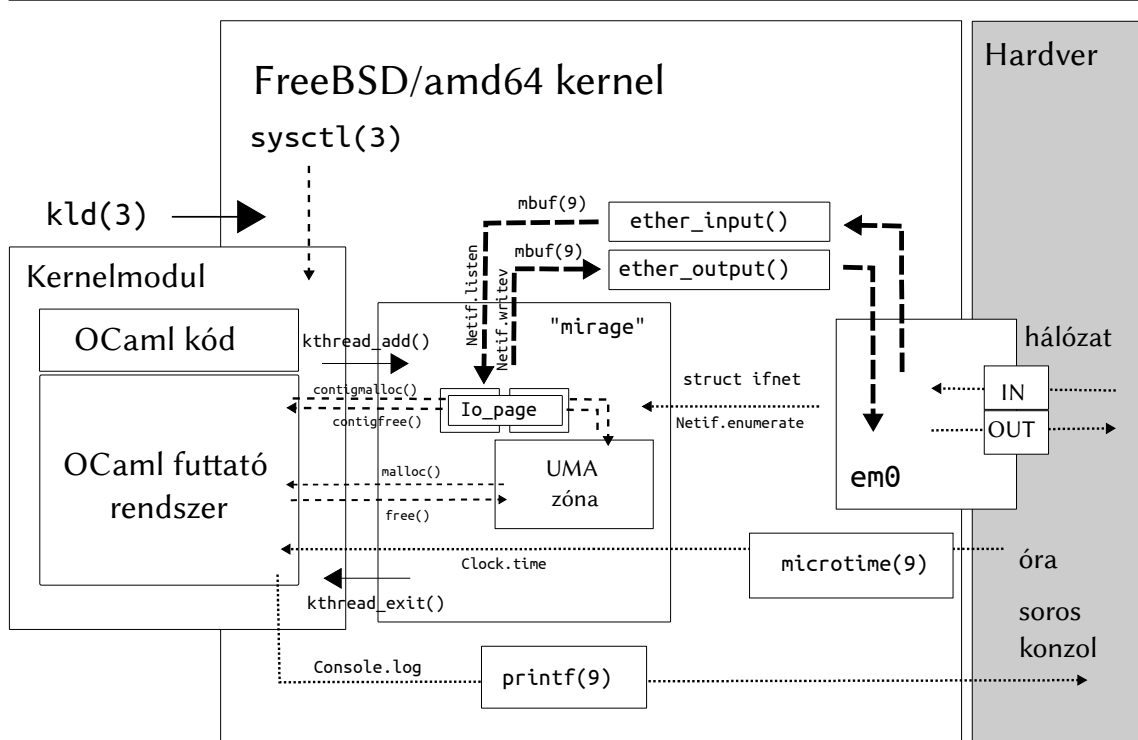 Hardver
FreeBSD/amd64 kernel
sysctl(3)
kld(3)
mbuf(9)
ether_input()
mbuf(9)
ether_output()
Netif.listen
Netif.writev
Kernelmodul
OCaml kód
kthread_add()
"mirage"
hálózat
struct ifnet
contigmalloc()
Io_page
IN
contigfree()
Netif.enumerate
OUT
OCaml futtató
rendszer
malloc()
UMA
zóna
em0
free()
Clock.time
microtime(9)
óra
kthread_exit()
soros
konzol
Console.log
printf(9)